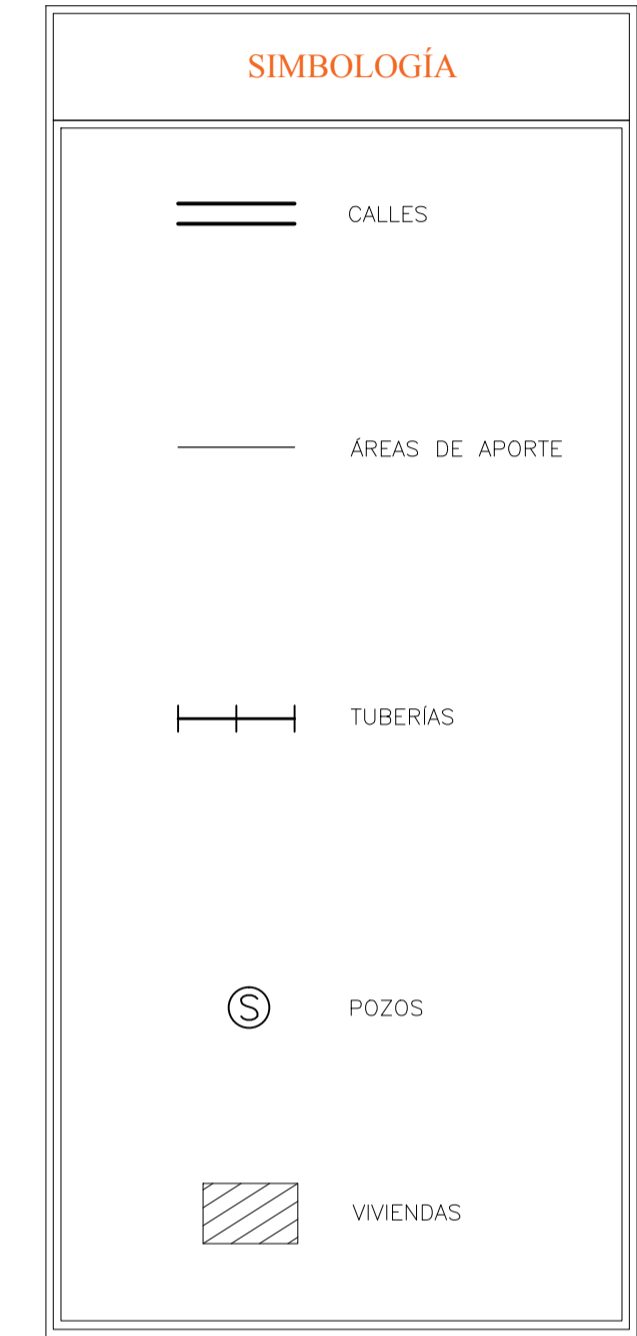 SIMBOLOGÍA
CALLES
ÁREAS DE APORTE
TUBERÍAS
S
POZOS
VIVIENDAS